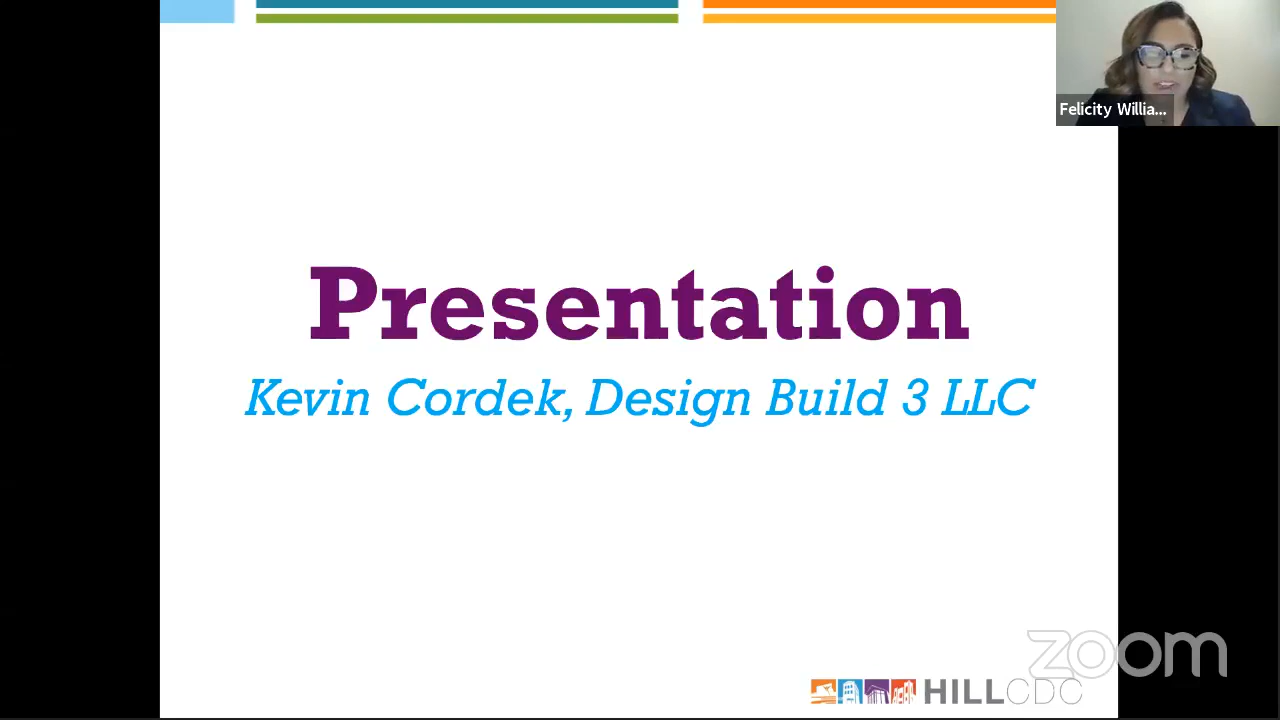 Felicity Willia...
Presentation
Kevin Cordek, Design Build 3 LLC
zoom
HILLCDC